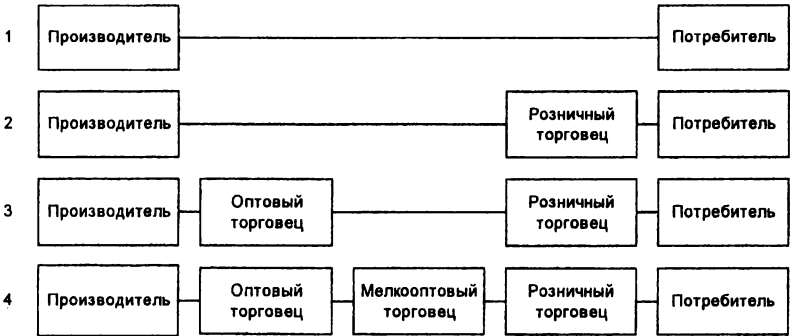 1 Производитель Потребитель
2 Производитель Розничный торговец Потребитель
3 Производитель Оптовый торговец Розничный торговец Потребитель
4 Производитель Оптовый торговец Мелкооптовый торговец Розничный торговец Потребитель